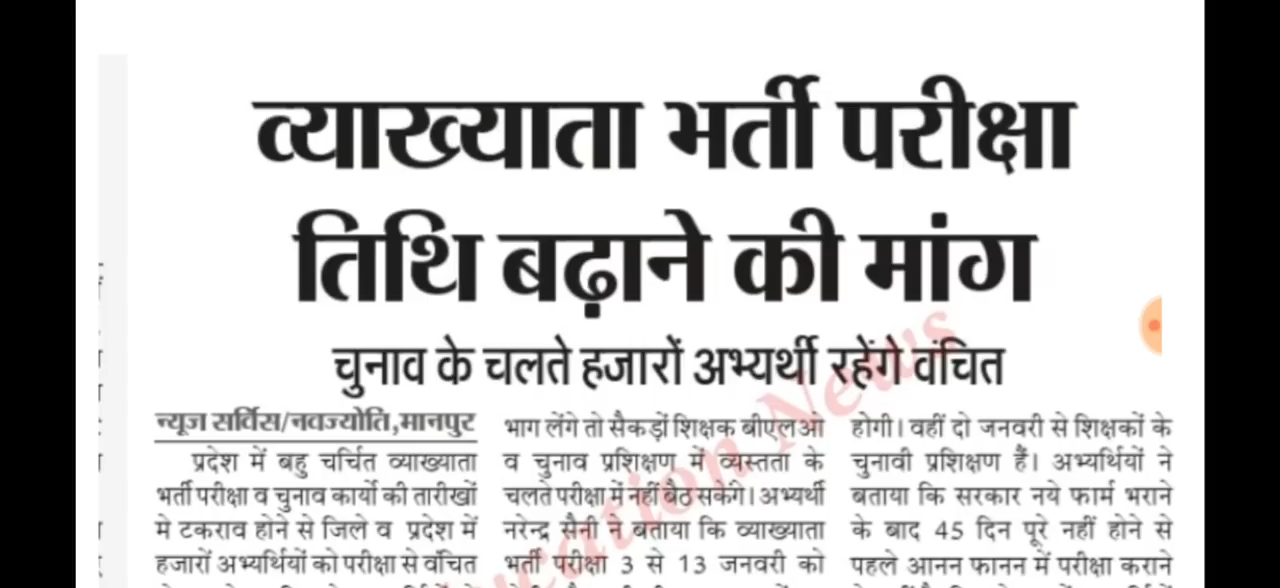 व्याख्याता भर्ती परीक्षा
तिथि बढ़ाने की मांग
चुनाव के चलते हजारों अभ्यर्थी रहेंगे वंचित
न्यूज सर्विस/नवज्योति,मानपुर
प्रदेश में बहु चर्चित व्याख्याता
भर्ती परीक्षा व चुनाव कार्यो की तारीखों
मे टकराव होने से जिले व प्रदेश में
हजारों अभ्यर्थियों को परीक्षा से वंचित
भाग लेंगे तो सैकड़ों शिक्षक बीएलओ
व चुनाव प्रशिक्षण में व्यस्तता के
चलते परीक्षा में नहीं बैठ सकेंगे। अभ्यर्थी
नरेन्द्र सैनी ने बताया कि व्याख्याता
भर्ती परीक्षा 3 से 13 जनवरी को
होगी। वहीं दो जनवरी से शिक्षकों के
चुनावी प्रशिक्षण हैं। अभ्यर्थियों ने
बताया कि सरकार नये फार्म भराने
के बाद 45 दिन पूरे नहीं होने से
पहले आनन फानन में परीक्षा कराने
ucation News